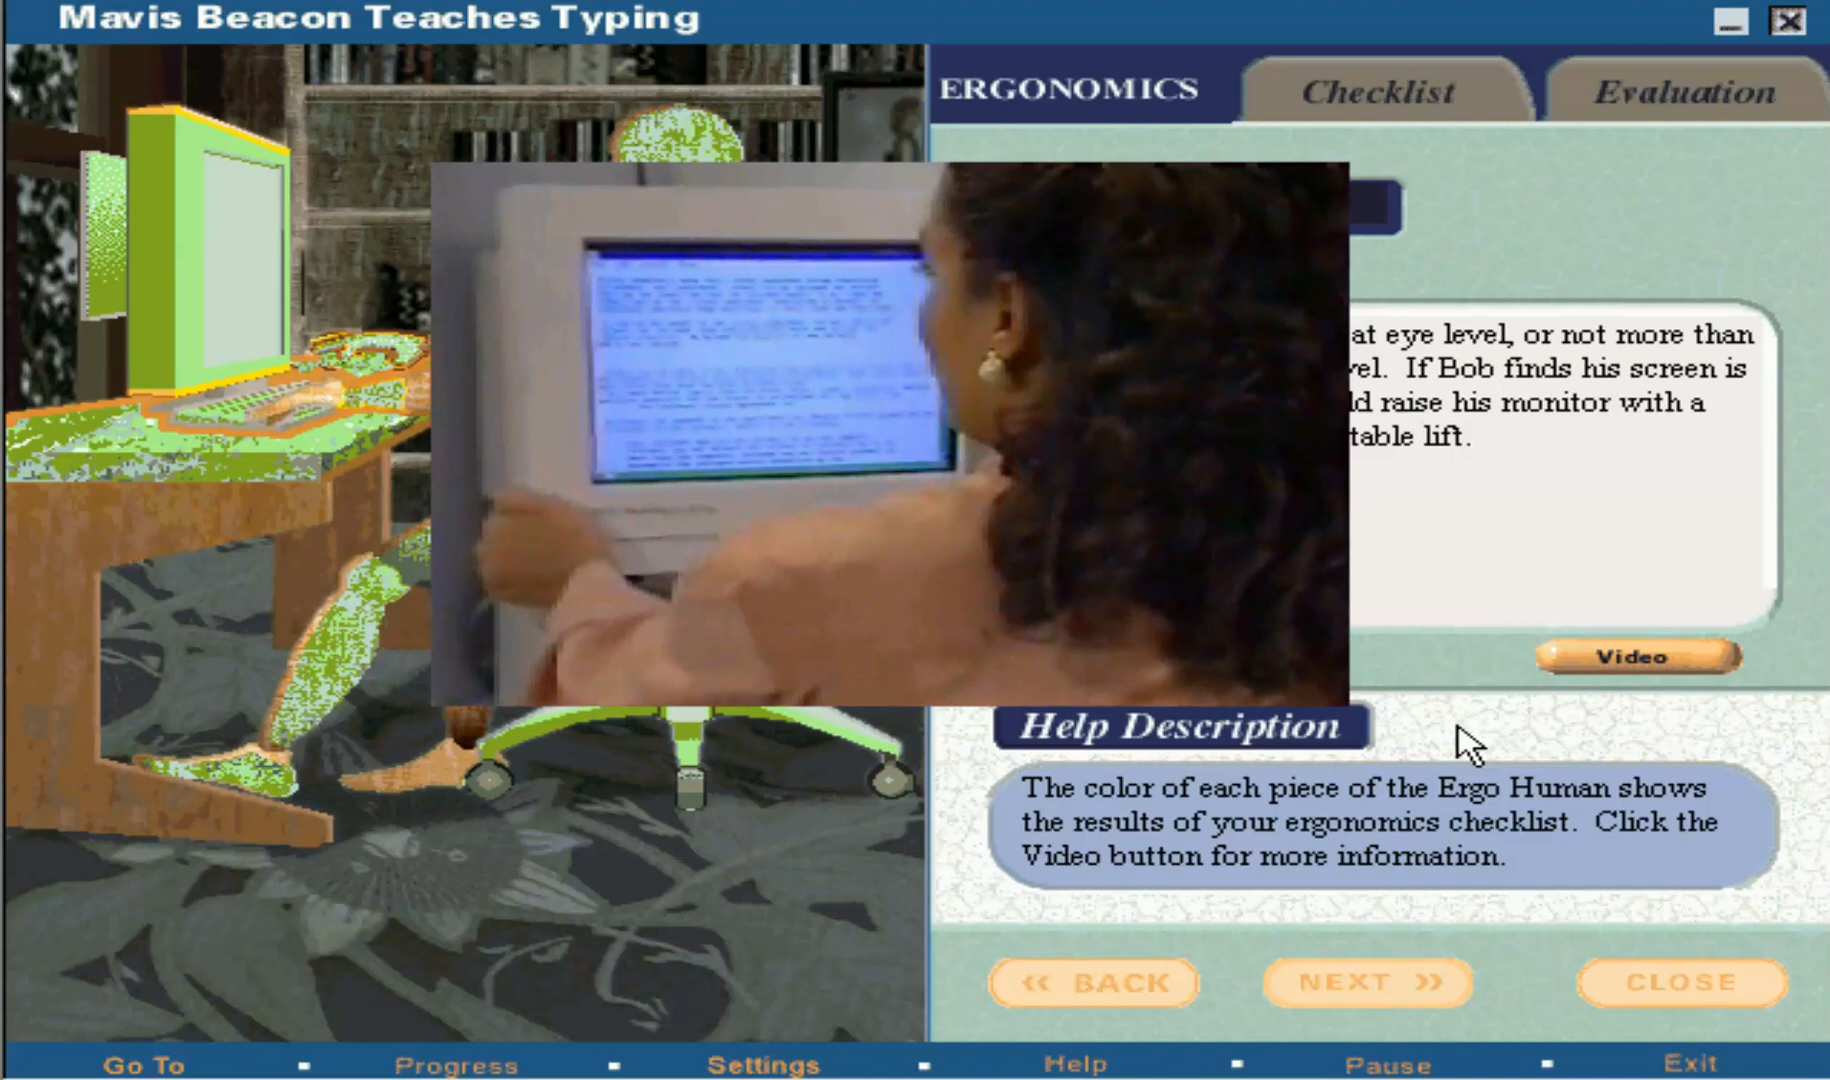 Mavis Beacon Teaches Typing
ERGONOMICS
Checklist
Evaluation
at eye level, or not more than
If Bob finds his screen is
raise his monitor with a
table lift.
Video
Help Description
The color of each piece of the Ergo Human shows
the results of your ergonomics checklist. Click the
Video button for more information.
<< BACK
NEXT >>
CLOSE
Go To
Progress
Settings
Help
Pause
Exit